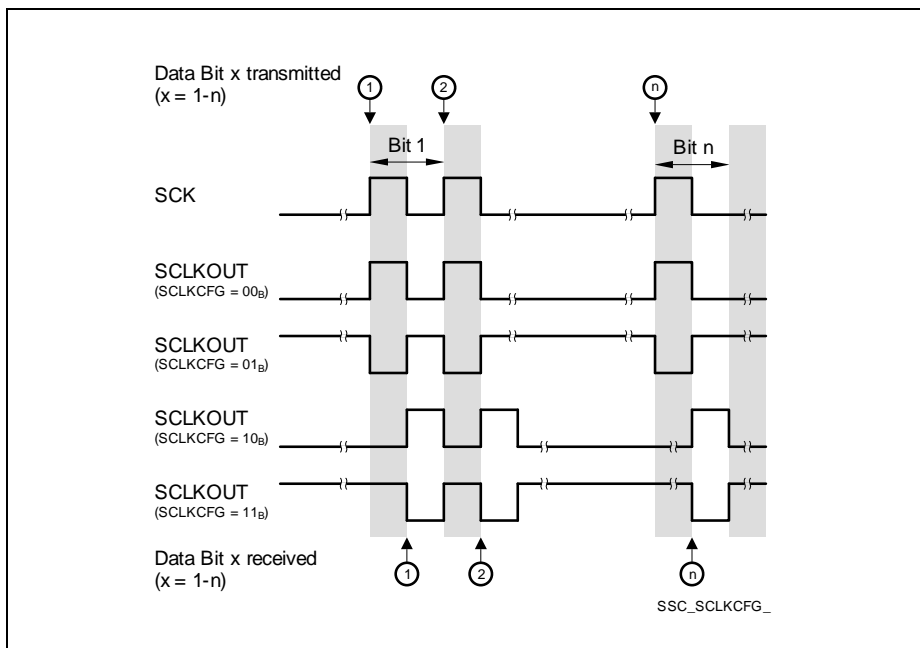 Data Bit x transmitted
(x = 1-n)
1 2 n
Bit 1 Bit n
SCK
SCLKOUT
(SCLKCFG = 00B)
SCLKOUT
(SCLKCFG = 01B)
SCLKOUT
(SCLKCFG = 10B)
SCLKOUT
(SCLKCFG = 11B)
Data Bit x received
(x = 1-n)
1 2 n
SSC_SCLKCFG_